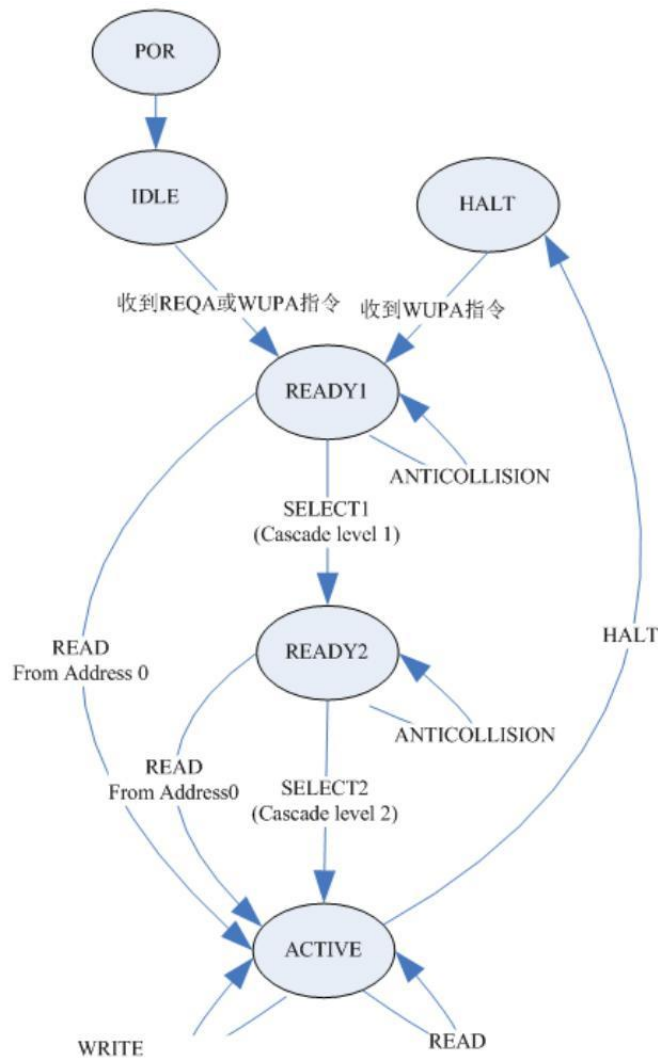 POR
IDLE
HALT
收到REQA或WUPA指令
收到WUPA指令
READY1
ANTICOLLISION
SELECT1
(Cascade level 1)
READ
From Address 0
HALT
READY2
ANTICOLLISION
READ
From Address0
SELECT2
(Cascade level 2)
ACTIVE
WRITE
READ